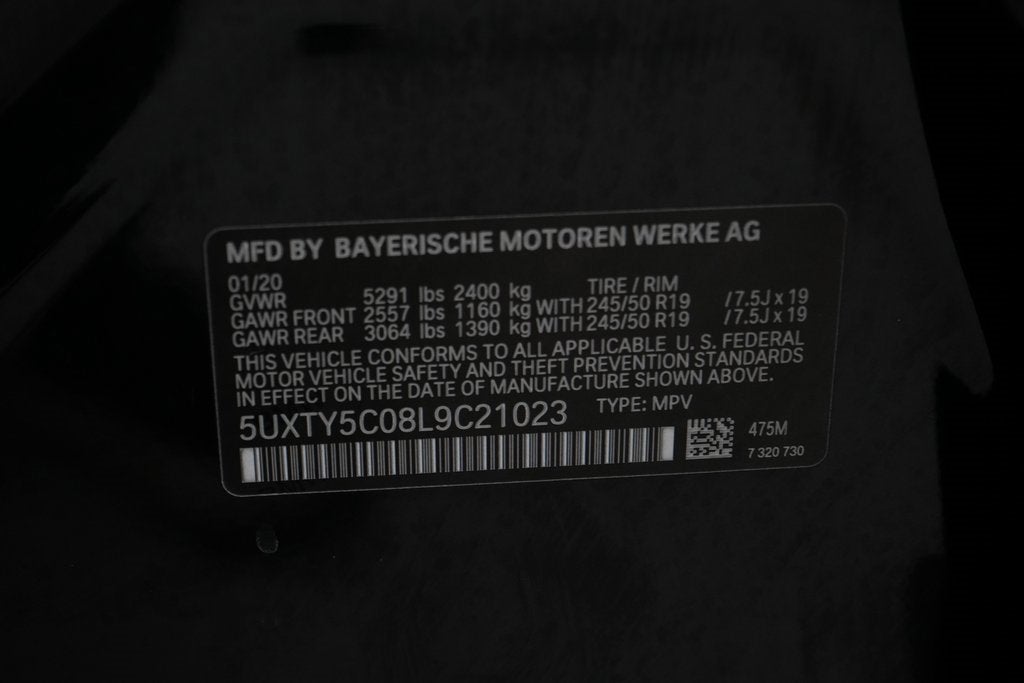 MFD BY BAYERISCHE MOTOREN WERKE AG
01/20 TIRE / RIM
GVWR 5291 lbs 2400 kg
GAWR FRONT 2557 lbs 1160 kg WITH 245/50 R19 / 7.5J x 19
GAWR REAR 3064 lbs 1390 kg WITH 245/50 R19 / 7.5J x 19
THIS VEHICLE CONFORMS TO ALL APPLICABLE U. S. FEDERAL
MOTOR VEHICLE SAFETY AND THEFT PREVENTION STANDARDS
IN EFFECT ON THE DATE OF MANUFACTURE SHOWN ABOVE.
5UXTY5C08L9C21023 TYPE: MPV
475M
7 320 730